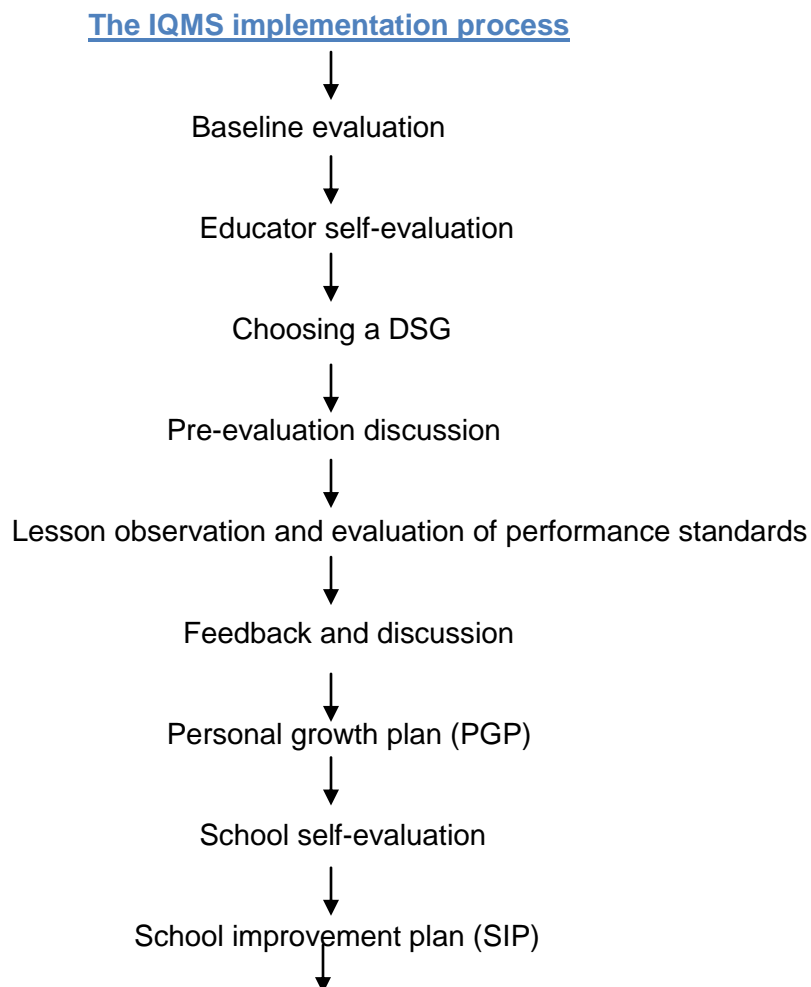 The IQMS implementation process
Baseline evaluation
Educator self-evaluation
Choosing a DSG
Pre-evaluation discussion
Lesson observation and evaluation of performance standards
Feedback and discussion
Personal growth plan (PGP)
School self-evaluation
School improvement plan (SIP)